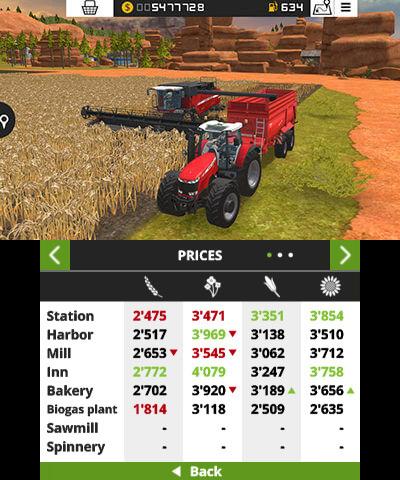 005477728 634
PRICES
Station 2'475 3'471 3'351 3'854
Harbor 2'517 3'969 3'138 3'510
Mill 2'653 3'545 3'062 3'712
Inn 2'772 4'079 3'247 3'758
Bakery 2'702 3'920 3'189 3'656
Biogas plant 1'814 3'118 2'509 2'635
Sawmill - - - -
Spinnery - - - -
Back